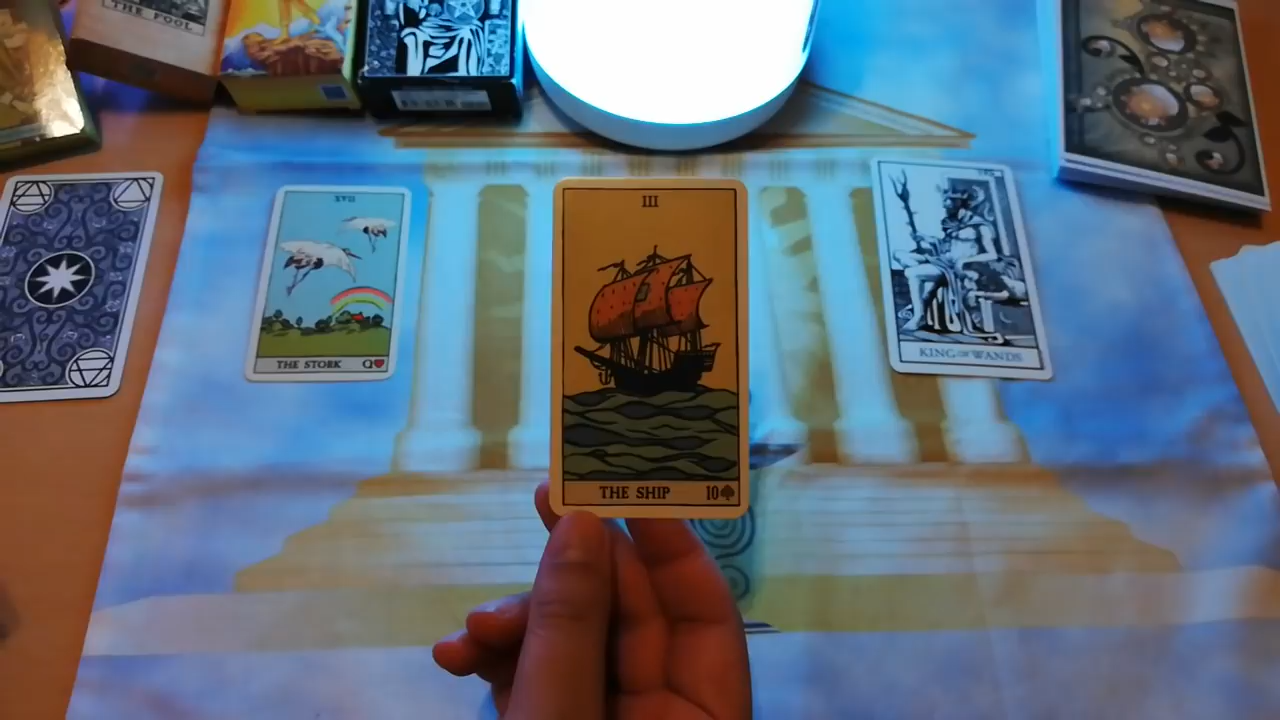 THE FOOL
XVII
THE STORK Q
III
THE SHIP 10
KING OF WANDS